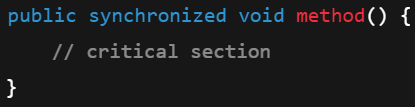 public synchronized void method() {
    // critical section
}